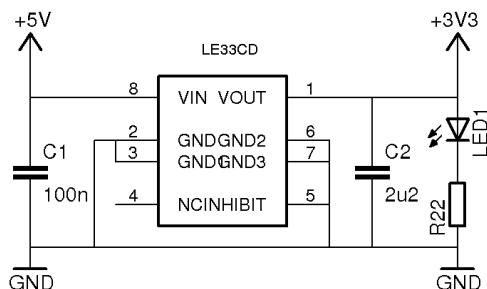 +5V
+3V3
LE33CD
8 VIN VOUT 1
2 GND GND2 6
3 GND1 GND3 7
4 NC INHIBIT 5
C1
100n
C2
2u2
LED1
R22
GND
GND